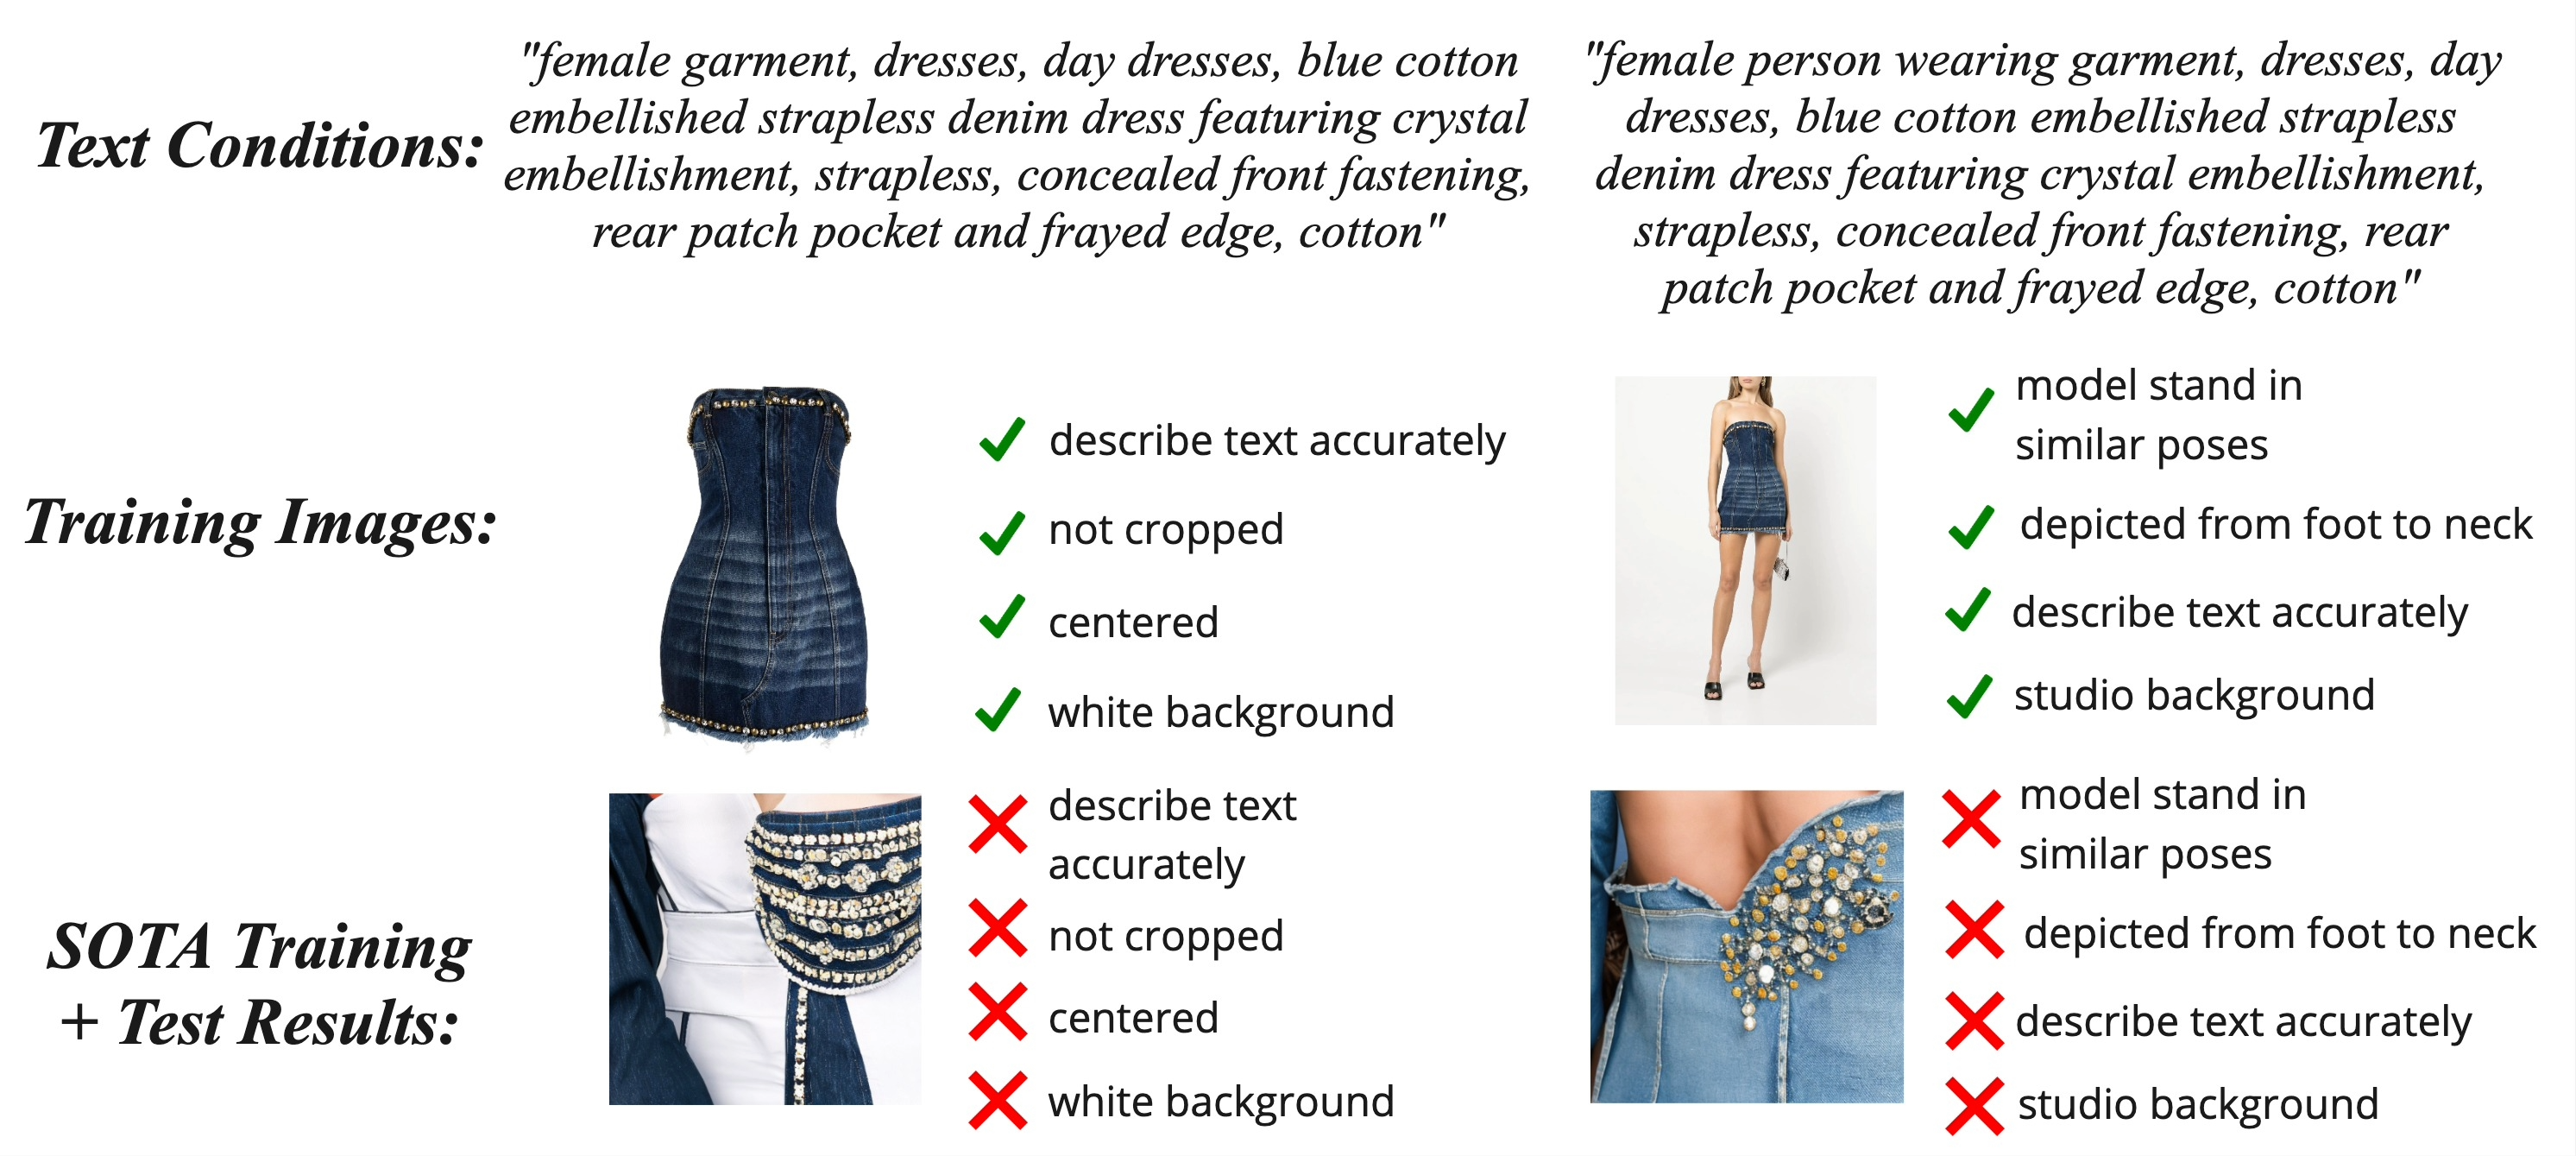 Text Conditions:
"female garment, dresses, day dresses, blue cotton
embellished strapless denim dress featuring crystal
embellishment, strapless, concealed front fastening,
rear patch pocket and frayed edge, cotton"
"female person wearing garment, dresses, day
dresses, blue cotton embellished strapless
denim dress featuring crystal embellishment,
strapless, concealed front fastening, rear
patch pocket and frayed edge, cotton"
Training Images:
describe text accurately
not cropped
centered
white background
model stand in
similar poses
depicted from foot to neck
describe text accurately
studio background
SOTA Training
+ Test Results:
describe text
accurately
not cropped
centered
white background
model stand in
similar poses
depicted from foot to neck
describe text accurately
studio background